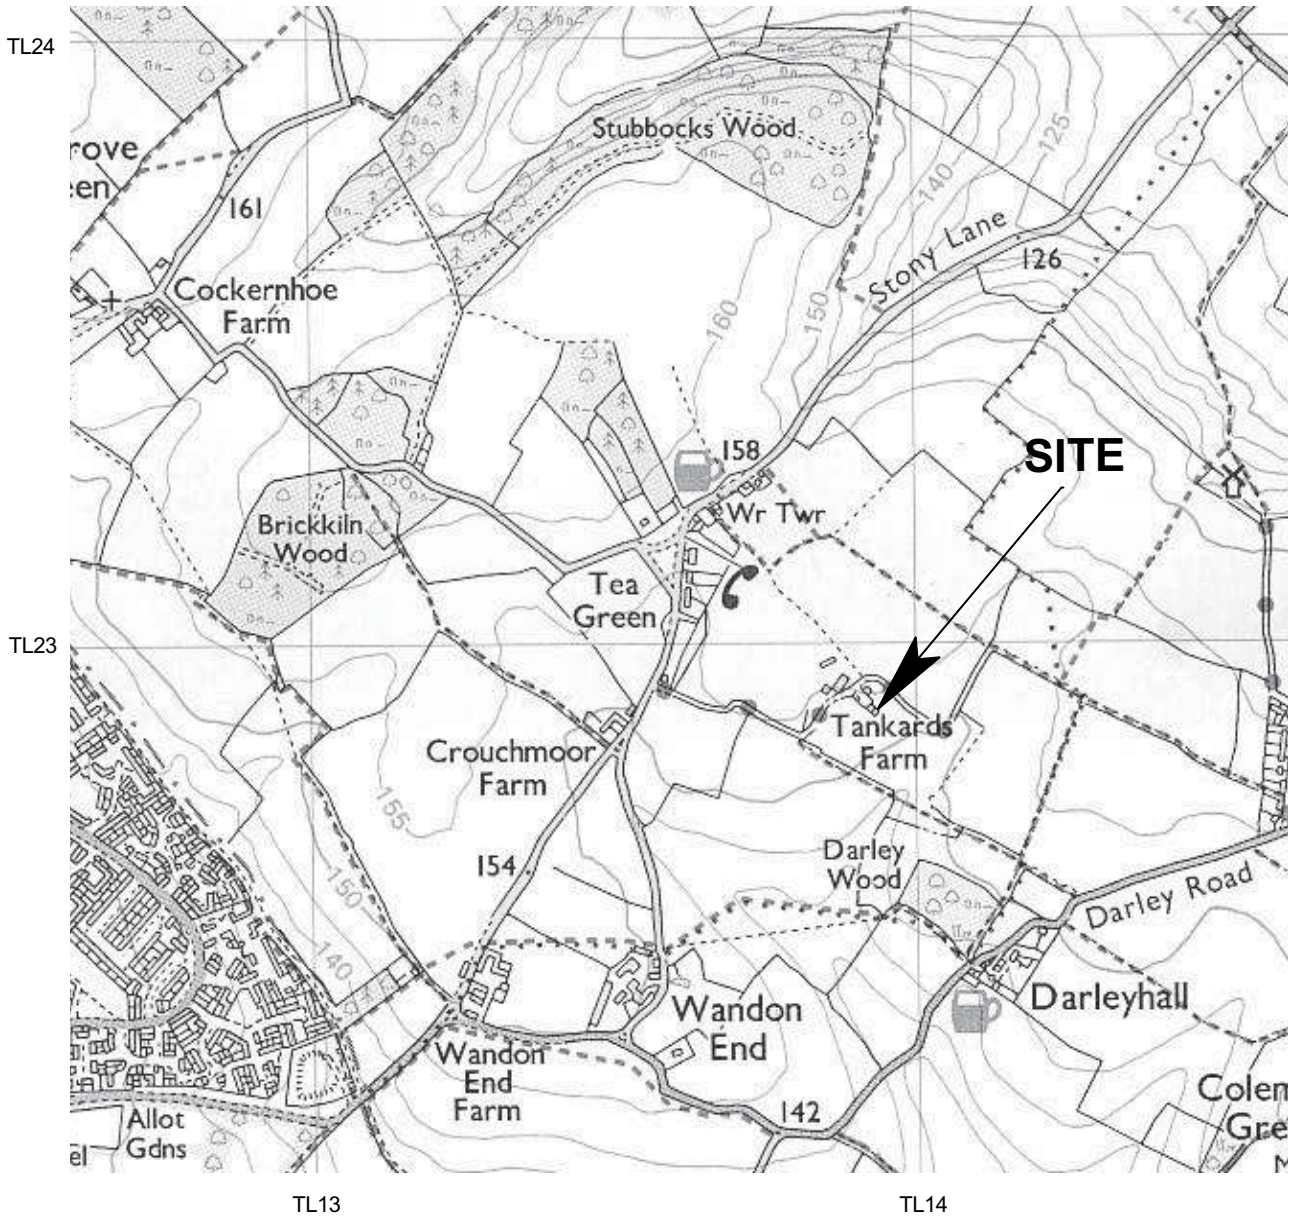 TL24
Stubbocks Wood
125
140
rove
een
161
Stony Lane
126
Cockernhoe
Farm
160
150
158
SITE
Wr Twr
Brickkiln
Wood
Tea
Green
TL23
Tankards
Farm
Crouchmoor
Farm
155
154
Darley
Wood
150
Darley Road
140
Wandon
End
Darleyhall
Wandon
End
Farm
142
Colen
Gre
Allot
Gdns
el
TL13
TL14